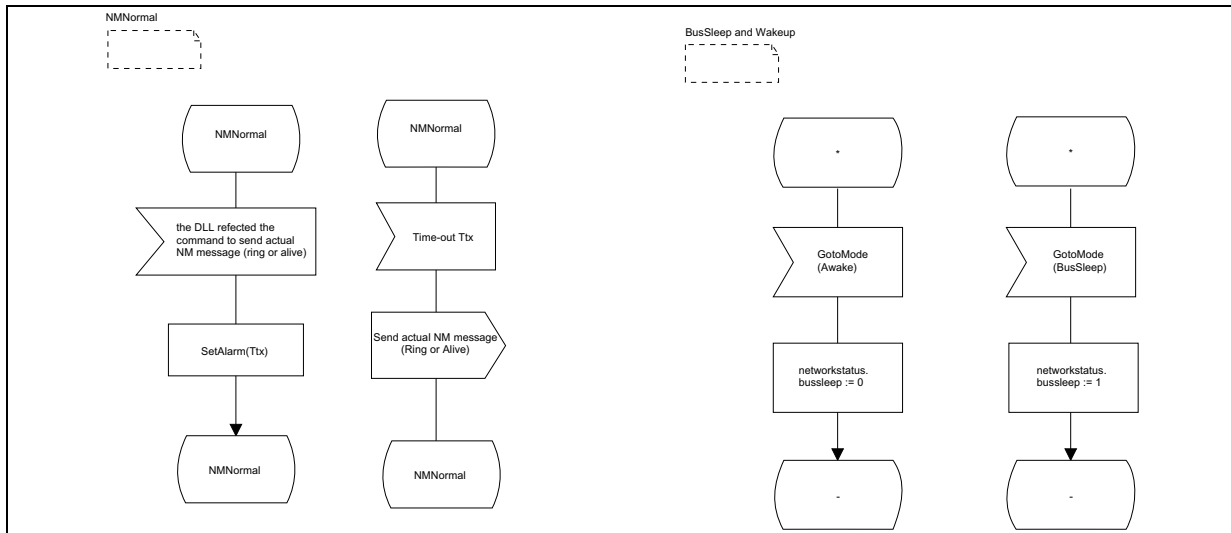 NMNormal
NMNormal
the DLL refected the
command to send actual
NM message (ring or alive)
SetAlarm(Ttx)
NMNormal
NMNormal
Time-out Ttx
Send actual NM message
(Ring or Alive)
NMNormal
BusSleep and Wakeup
*
GotoMode
(Awake)
networkstatus.
bussleep := 0
-
*
GotoMode
(BusSleep)
networkstatus.
bussleep := 1
-